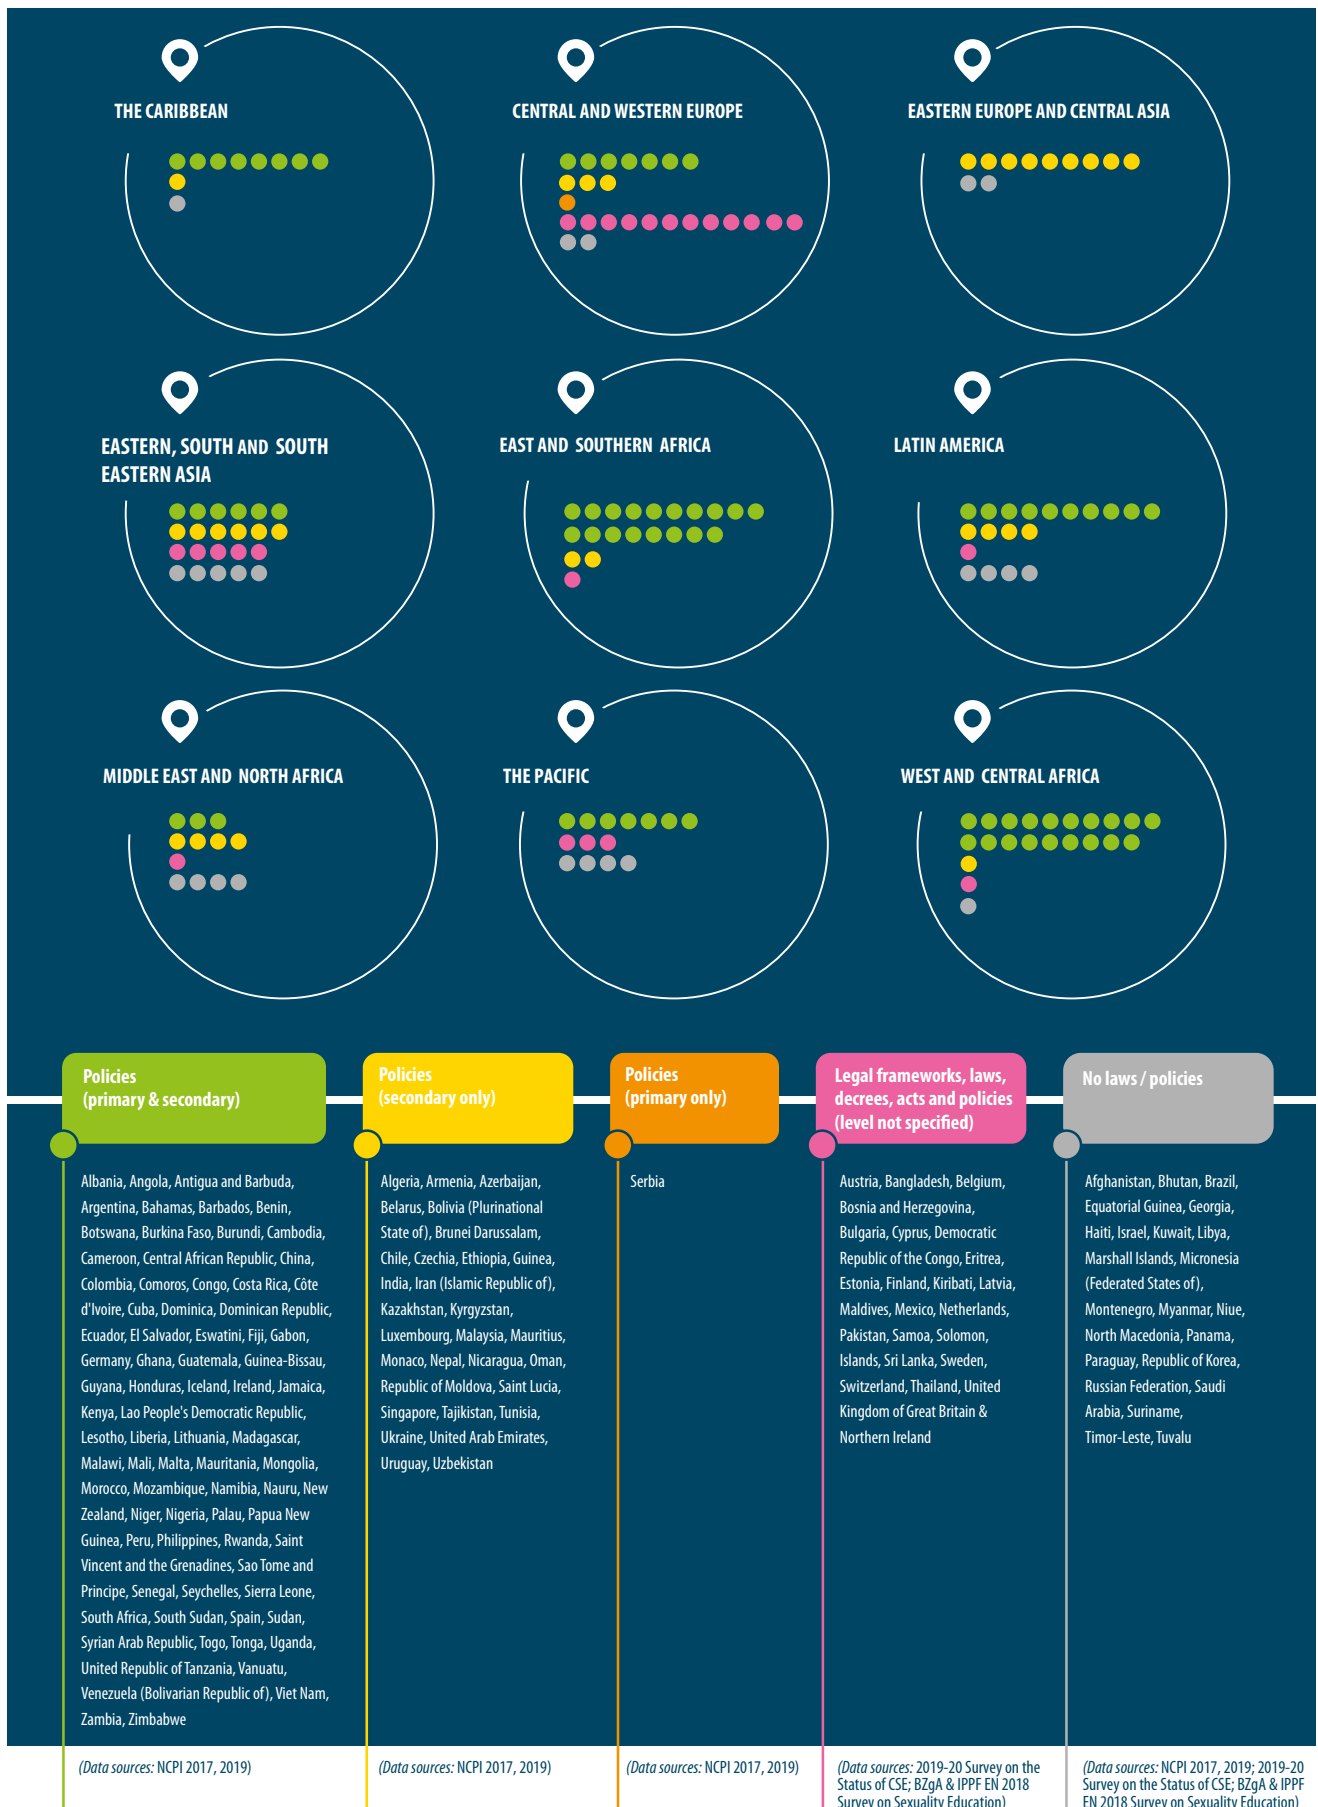 THE CARIBBEAN
CENTRAL AND WESTERN EUROPE
EASTERN EUROPE AND CENTRAL ASIA
EASTERN, SOUTH AND SOUTH
EASTERN ASIA
EAST AND SOUTHERN AFRICA
LATIN AMERICA
MIDDLE EAST AND NORTH AFRICA
THE PACIFIC
WEST AND CENTRAL AFRICA
Policies
(primary & secondary)
Albania, Angola, Antigua and Barbuda,
Argentina, Bahamas, Barbados, Benin,
Botswana, Burkina Faso, Burundi, Cambodia,
Cameroon, Central African Republic, China,
Colombia, Comoros, Congo, Costa Rica, Côte
d'Ivoire, Cuba, Dominica, Dominican Republic,
Ecuador, El Salvador, Eswatini, Fiji, Gabon,
Germany, Ghana, Guatemala, Guinea-Bissau,
Guyana, Honduras, Iceland, Ireland, Jamaica,
Kenya, Lao People's Democratic Republic,
Lesotho, Liberia, Lithuania, Madagascar,
Malawi, Mali, Malta, Mauritania, Mongolia,
Morocco, Mozambique, Namibia, Nauru, New
Zealand, Niger, Nigeria, Palau, Papua New
Guinea, Peru, Philippines, Rwanda, Saint
Vincent and the Grenadines, Sao Tome and
Principe, Senegal, Seychelles, Sierra Leone,
South Africa, South Sudan, Spain, Sudan,
Syrian Arab Republic, Togo, Tonga, Uganda,
United Republic of Tanzania, Vanuatu,
Venezuela (Bolivarian Republic of), Viet Nam,
Zambia, Zimbabwe
(Data sources: NCPI 2017, 2019)
Policies
(secondary only)
Algeria, Armenia, Azerbaijan,
Belarus, Bolivia (Plurinational
State of), Brunei Darussalam,
Chile, Czechia, Ethiopia, Guinea,
India, Iran (Islamic Republic of),
Kazakhstan, Kyrgyzstan,
Luxembourg, Malaysia, Mauritius,
Monaco, Nepal, Nicaragua, Oman,
Republic of Moldova, Saint Lucia,
Singapore, Tajikistan, Tunisia,
Ukraine, United Arab Emirates,
Uruguay, Uzbekistan
(Data sources: NCPI 2017, 2019)
Policies
(primary only)
Serbia
(Data sources: NCPI 2017, 2019)
Legal frameworks, laws,
decrees, acts and policies
(level not specified)
Austria, Bangladesh, Belgium,
Bosnia and Herzegovina,
Bulgaria, Cyprus, Democratic
Republic of the Congo, Eritrea,
Estonia, Finland, Kiribati, Latvia,
Maldives, Mexico, Netherlands,
Pakistan, Samoa, Solomon,
Islands, Sri Lanka, Sweden,
Switzerland, Thailand, United
Kingdom of Great Britain &
Northern Ireland
(Data sources: 2019-20 Survey on the
Status of CSE; BZgA & IPPF EN 2018
Survey on Sexuality Education)
No laws / policies
Afghanistan, Bhutan, Brazil,
Equatorial Guinea, Georgia,
Haiti, Israel, Kuwait, Libya,
Marshall Islands, Micronesia
(Federated States of),
Montenegro, Myanmar, Niue,
North Macedonia, Panama,
Paraguay, Republic of Korea,
Russian Federation, Saudi
Arabia, Suriname,
Timor-Leste, Tuvalu
(Data sources: NCPI 2017, 2019; 2019-20
Survey on the Status of CSE; BZgA & IPPF
EN 2018 Survey on Sexuality Education)